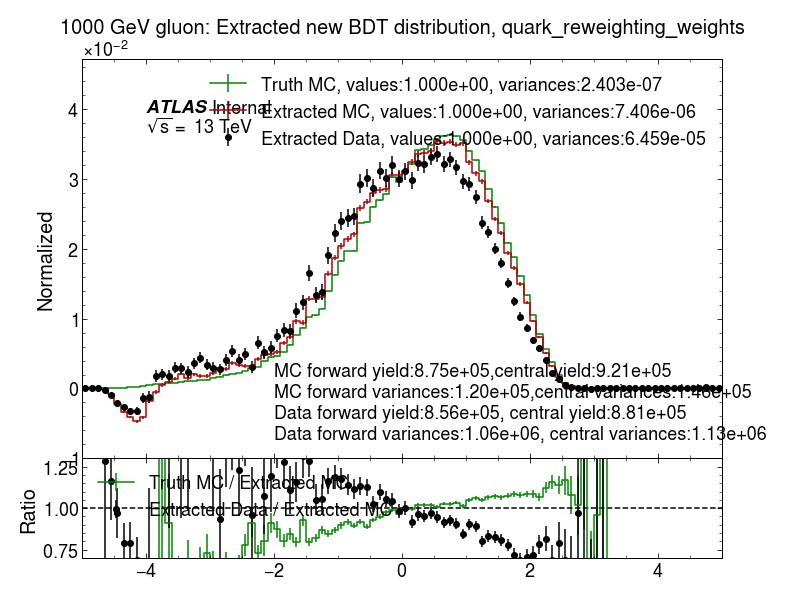 1000 GeV gluon: Extracted new BDT distribution, quark_reweighting_weights
×10⁻²
Truth MC, values:1.000e+00, variances:2.403e-07
ATLAS Internal
Extracted MC, values:1.000e+00, variances:7.406e-06
√s = 13 TeV
Extracted Data, values:1.000e+00, variances:6.459e-05
Normalized
4
3
2
1
0
1
MC forward yield:8.75e+05,central yield:9.21e+05
MC forward variances:1.20e+05,central variances:1.46e+05
Data forward yield:8.56e+05, central yield:8.81e+05
Data forward variances:1.06e+06, central variances:1.13e+06
Ratio
1.25
1.00
0.75
Truth MC / Extracted MC
Extracted Data / Extracted MC
−4 −2 0 2 4